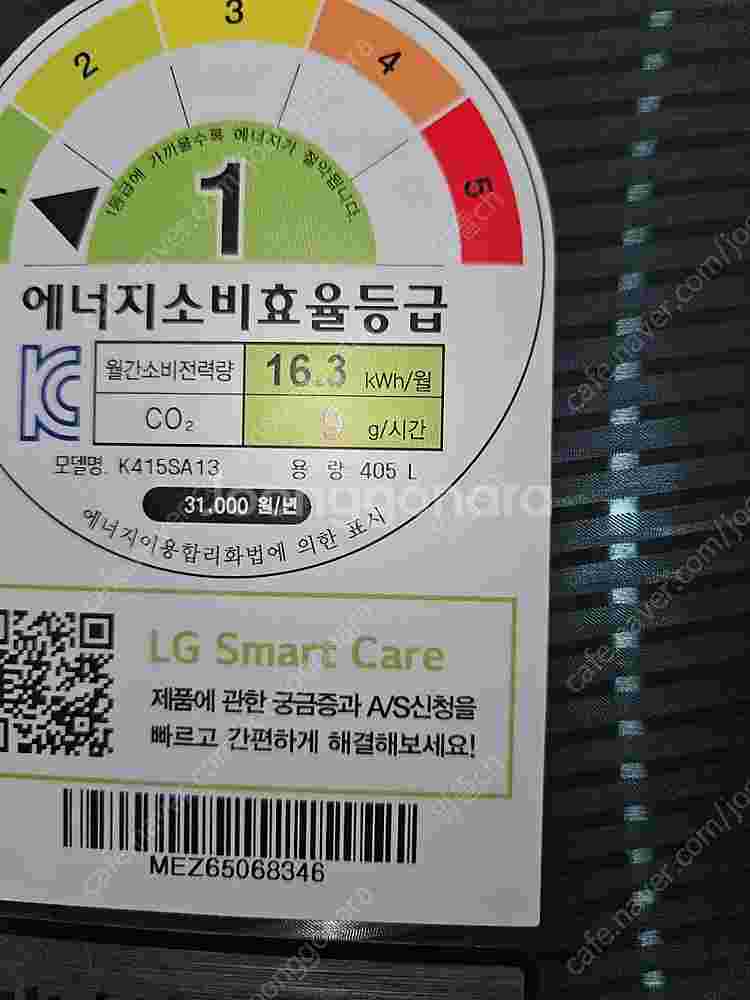 1 2 3 4 5
1등급에 가까울수록 에너지가 절약됩니다.
1
에너지소비효율등급
월간소비전력량 16.3 kWh/월
CO₂ 9 g/시간
모델명. K415SA13 용 량 405 L
31.000 원/년
에너지이용합리화법에 의한 표시
joonggonara
LG Smart Care
제품에 관한 궁금증과 A/S신청을
빠르고 간편하게 해결해보세요!
MEZ65068346